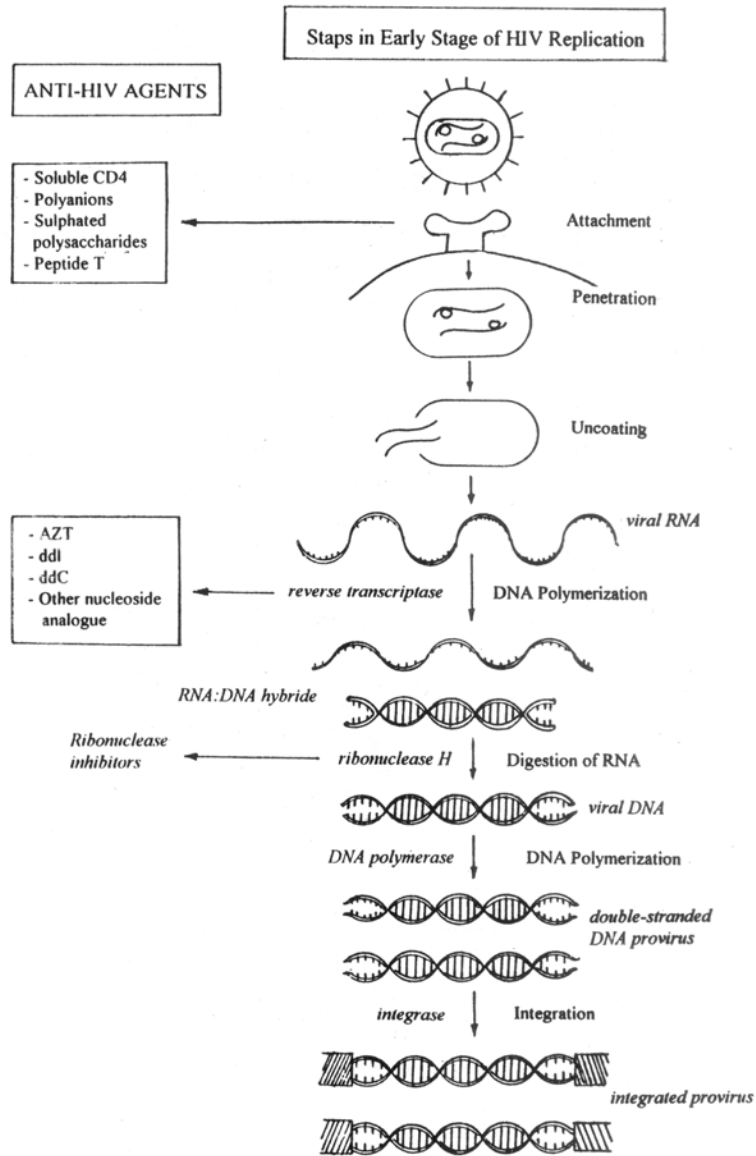 Staps in Early Stage of HIV Replication
ANTI-HIV AGENTS
- Soluble CD4
- Polyanions
- Sulphated
polysaccharides
- Peptide T
Attachment
Penetration
Uncoating
viral RNA
- AZT
- ddI
- ddC
- Other nucleoside
analogue
reverse transcriptase
DNA Polymerization
RNA:DNA hybride
Ribonuclease
inhibitors
ribonuclease H
Digestion of RNA
viral DNA
DNA polymerase
DNA Polymerization
double-stranded
DNA provirus
integrase
Integration
integrated provirus